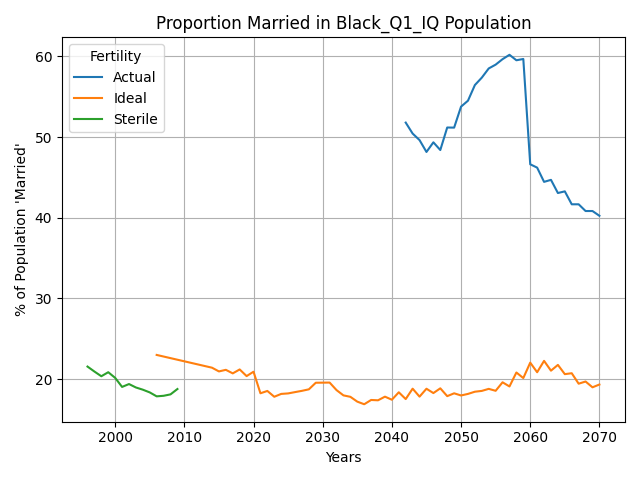 Proportion Married in Black_Q1_IQ Population
Fertility
Actual
Ideal
Sterile
% of Population 'Married'
60
50
40
30
20
2000 2010 2020 2030 2040 2050 2060 2070
Years